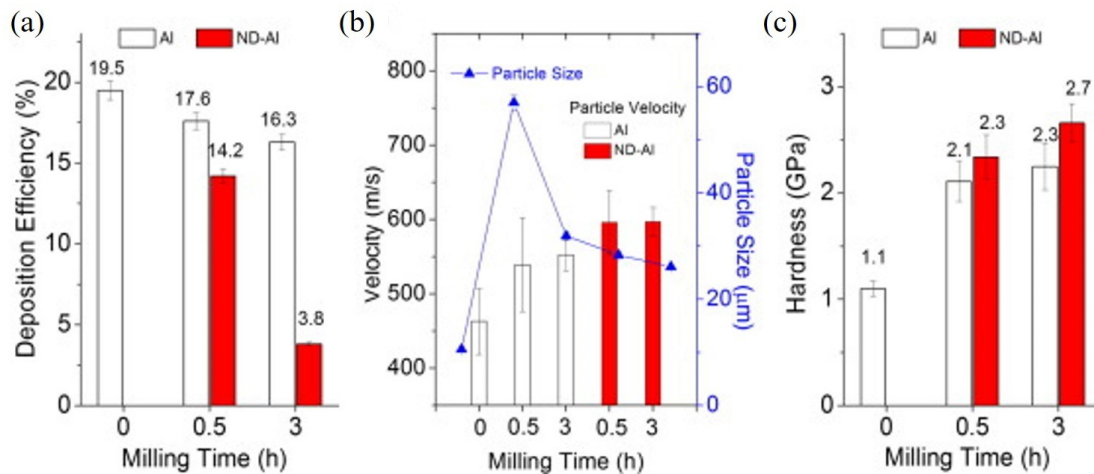 (a)
Al
ND-Al
Deposition Efficiency (%)
20
15
10
5
0
19.5
17.6
14.2
16.3
3.8
0
0.5
3
Milling Time (h)
(b)
Velocity (m/s)
800
700
600
500
400
Particle Size
Particle Velocity
Al
ND-Al
60
40
20
0
Particle Size (μm)
0
0.5
3
0.5
3
Milling Time (h)
(c)
Al
ND-Al
Hardness (GPa)
3
2
1
0
1.1
2.1
2.3
2.3
2.7
0
0.5
3
Milling Time (h)